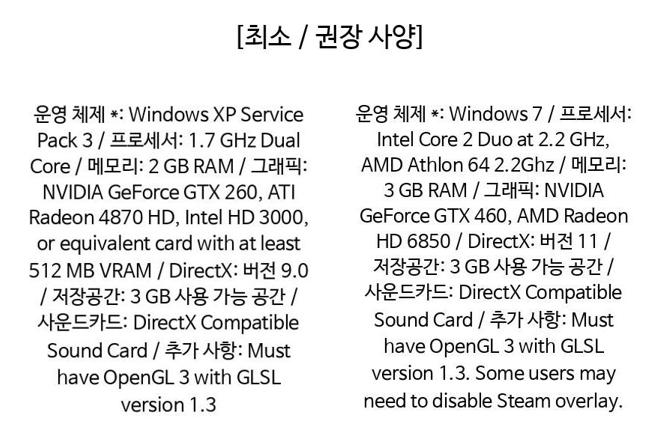 [최소 / 권장 사양]
운영 체제 *: Windows XP Service
Pack 3 / 프로세서: 1.7 GHz Dual
Core / 메모리: 2 GB RAM / 그래픽:
NVIDIA GeForce GTX 260, ATI
Radeon 4870 HD, Intel HD 3000,
or equivalent card with at least
512 MB VRAM / DirectX: 버전 9.0
/ 저장공간: 3 GB 사용 가능 공간 /
사운드카드: DirectX Compatible
Sound Card / 추가 사항: Must
have OpenGL 3 with GLSL
version 1.3
운영 체제 *: Windows 7 / 프로세서:
Intel Core 2 Duo at 2.2 GHz,
AMD Athlon 64 2.2Ghz / 메모리:
3 GB RAM / 그래픽: NVIDIA
GeForce GTX 460, AMD Radeon
HD 6850 / DirectX: 버전 11 /
저장공간: 3 GB 사용 가능 공간 /
사운드카드: DirectX Compatible
Sound Card / 추가 사항: Must
have OpenGL 3 with GLSL
version 1.3. Some users may
need to disable Steam overlay.